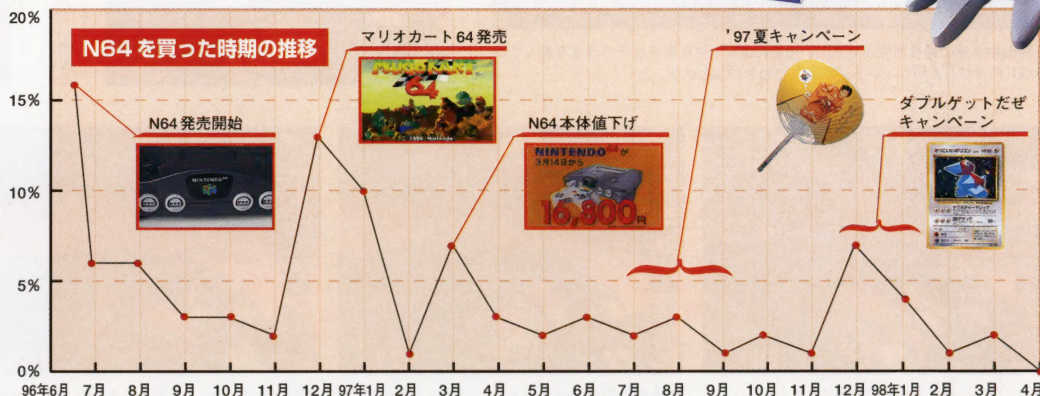 N64を買った時期の推移
20%
15%
10%
5%
0%
N64発売開始
NINTENDO64
マリオカート64発売
MARIO KART
64
1996 Nintendo
N64本体値下げ
NINTENDO64が
3月14日から
16,800円
'97夏キャンペーン
ダブルゲットだぜ
キャンペーン
96年6月 7月 8月 9月 10月 11月 12月 97年1月 2月 3月 4月 5月 6月 7月 8月 9月 10月 11月 12月 98年1月 2月 3月 4月